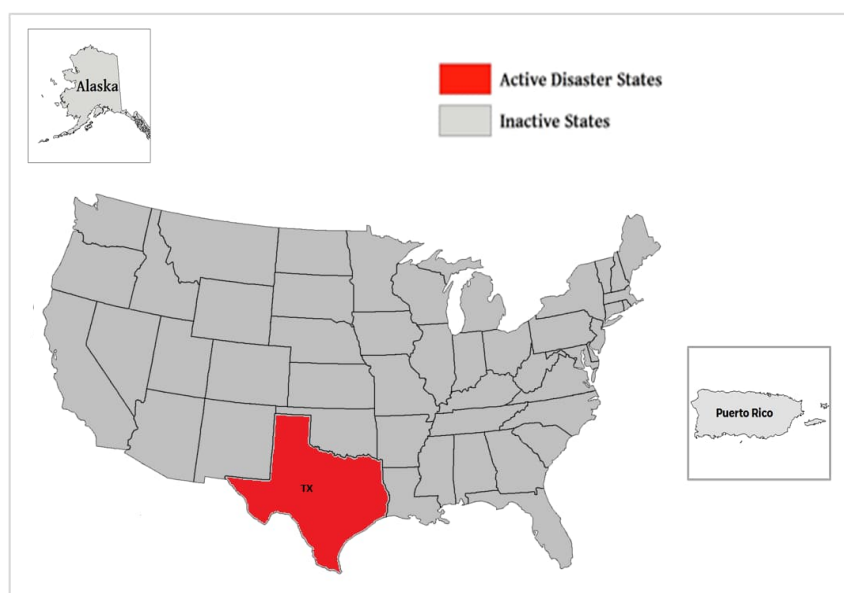 Alaska
Active Disaster States
Inactive States
Puerto Rico
TX